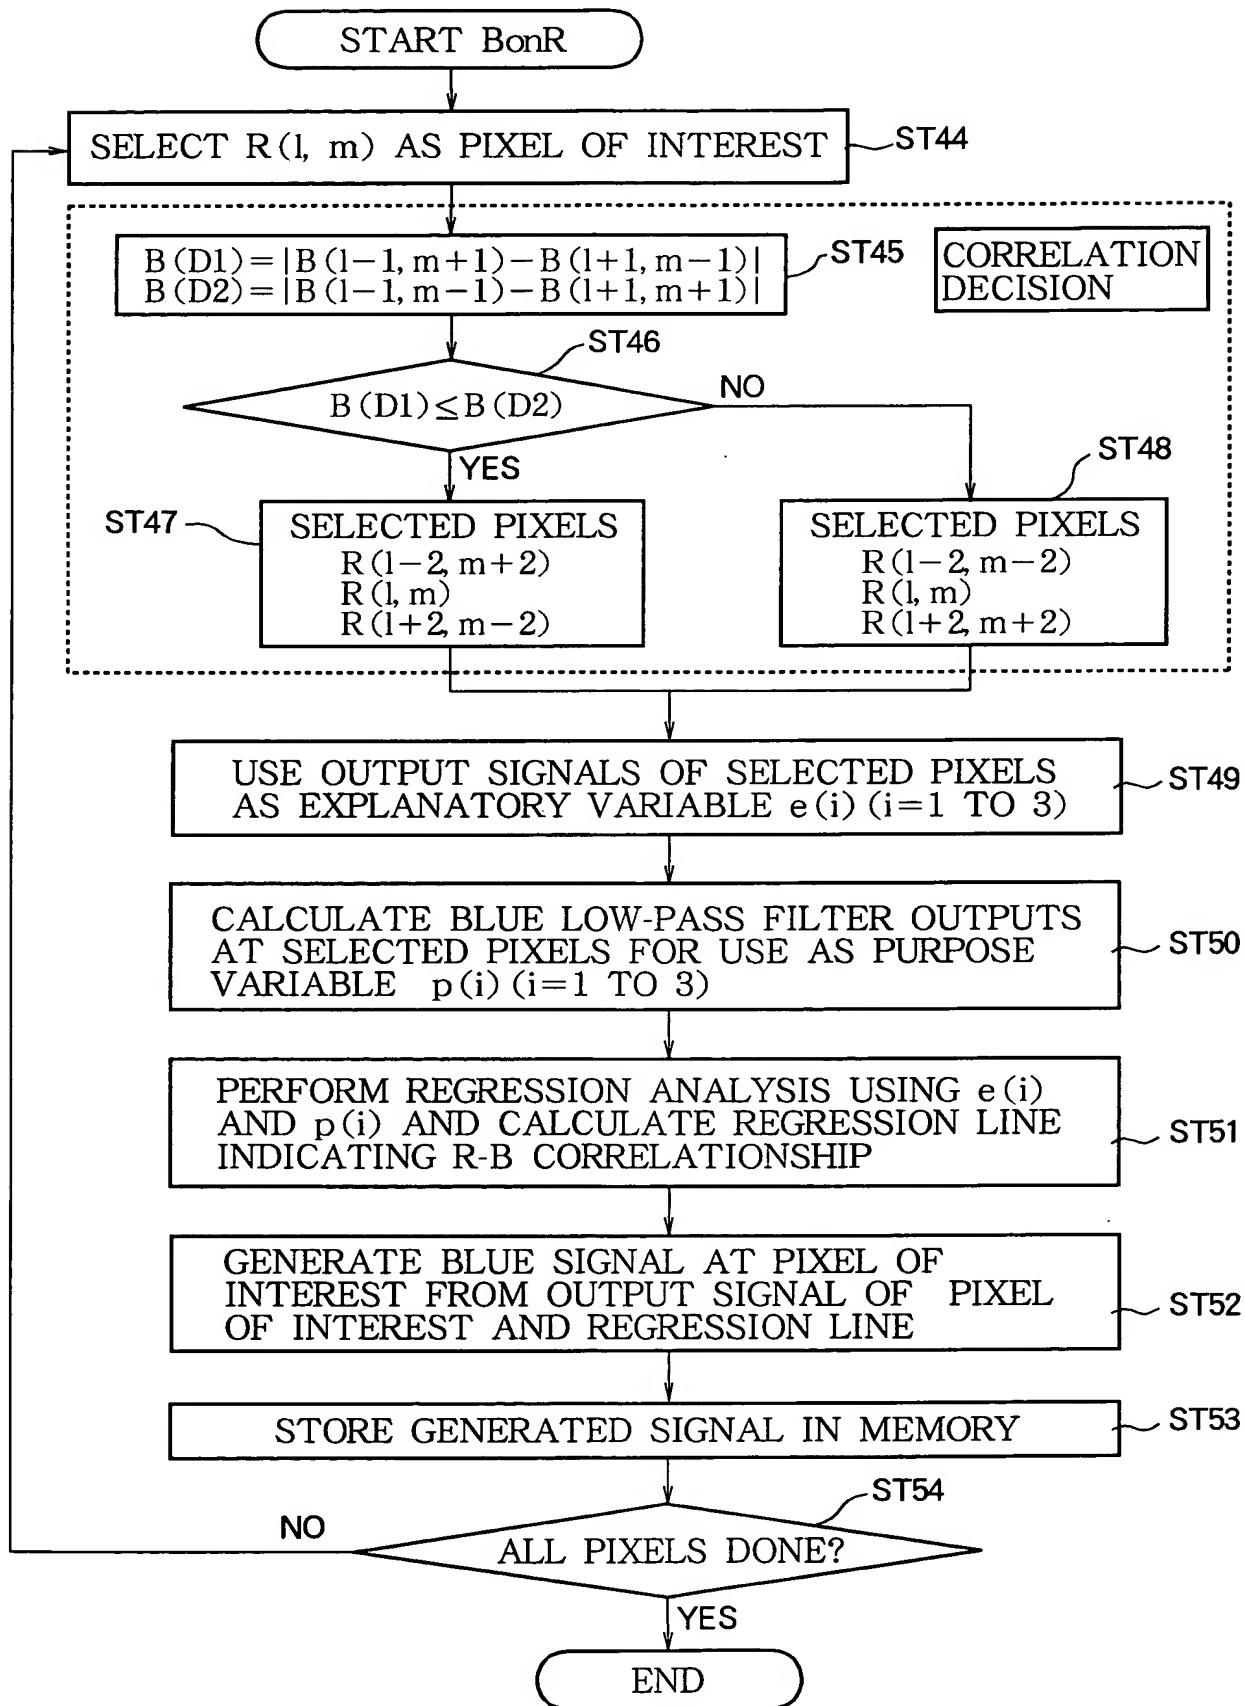 START BonR
SELECT R(l, m) AS PIXEL OF INTEREST
ST44
B(D1)=|B(l-1, m+1)-B(l+1, m-1)|
B(D2)=|B(l-1, m-1)-B(l+1, m+1)|
ST45
CORRELATION
DECISION
ST46
B(D1)≤B(D2)
NO
YES
ST47
SELECTED PIXELS
R(l-2, m+2)
R(l, m)
R(l+2, m-2)
ST48
SELECTED PIXELS
R(l-2, m-2)
R(l, m)
R(l+2, m+2)
USE OUTPUT SIGNALS OF SELECTED PIXELS
AS EXPLANATORY VARIABLE e(i) (i=1 TO 3)
ST49
CALCULATE BLUE LOW-PASS FILTER OUTPUTS
AT SELECTED PIXELS FOR USE AS PURPOSE
VARIABLE p(i) (i=1 TO 3)
ST50
PERFORM REGRESSION ANALYSIS USING e(i)
AND p(i) AND CALCULATE REGRESSION LINE
INDICATING R-B CORRELATIONSHIP
ST51
GENERATE BLUE SIGNAL AT PIXEL OF
INTEREST FROM OUTPUT SIGNAL OF PIXEL
OF INTEREST AND REGRESSION LINE
ST52
STORE GENERATED SIGNAL IN MEMORY
ST53
ST54
ALL PIXELS DONE?
NO
YES
END